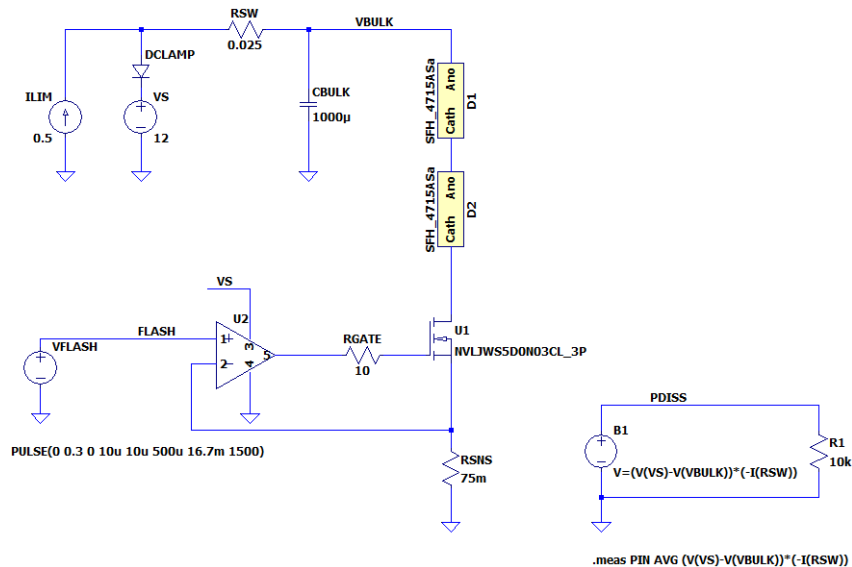 RSW
0.025
VBULK
DCLAMP
ILIM
0.5
VS
12
CBULK
1000µ
SFH_4715ASa
Ano
Cath
D1
SFH_4715ASa
Ano
Cath
D2
VS
U2
FLASH
VFLASH
1
2
3
4
5
RGATE
10
U1
NVLJWS5D0N03CL_3P
PULSE(0 0.3 0 10u 10u 500u 16.7m 1500)
RSNS
75m
PDISS
B1
V=(V(VS)-V(VBULK))*(-I(RSW))
R1
10k
.meas PIN AVG (V(VS)-V(VBULK))*(-I(RSW))